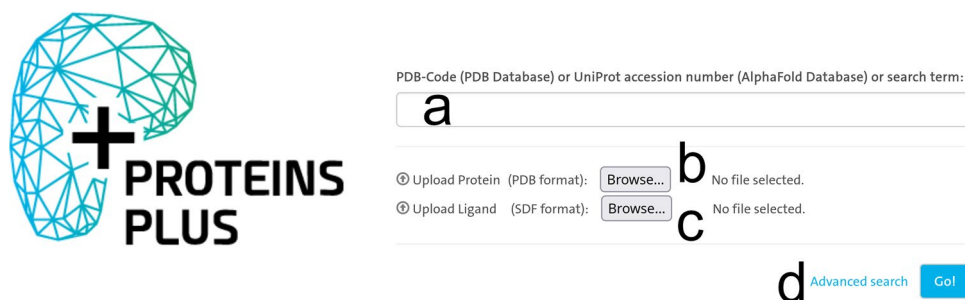 PROTEINS
PLUS
PDB-Code (PDB Database) or UniProt accession number (AlphaFold Database) or search term:
a
Upload Protein (PDB format): Browse... b No file selected.
Upload Ligand (SDF format): Browse... c No file selected.
d Advanced search Go!